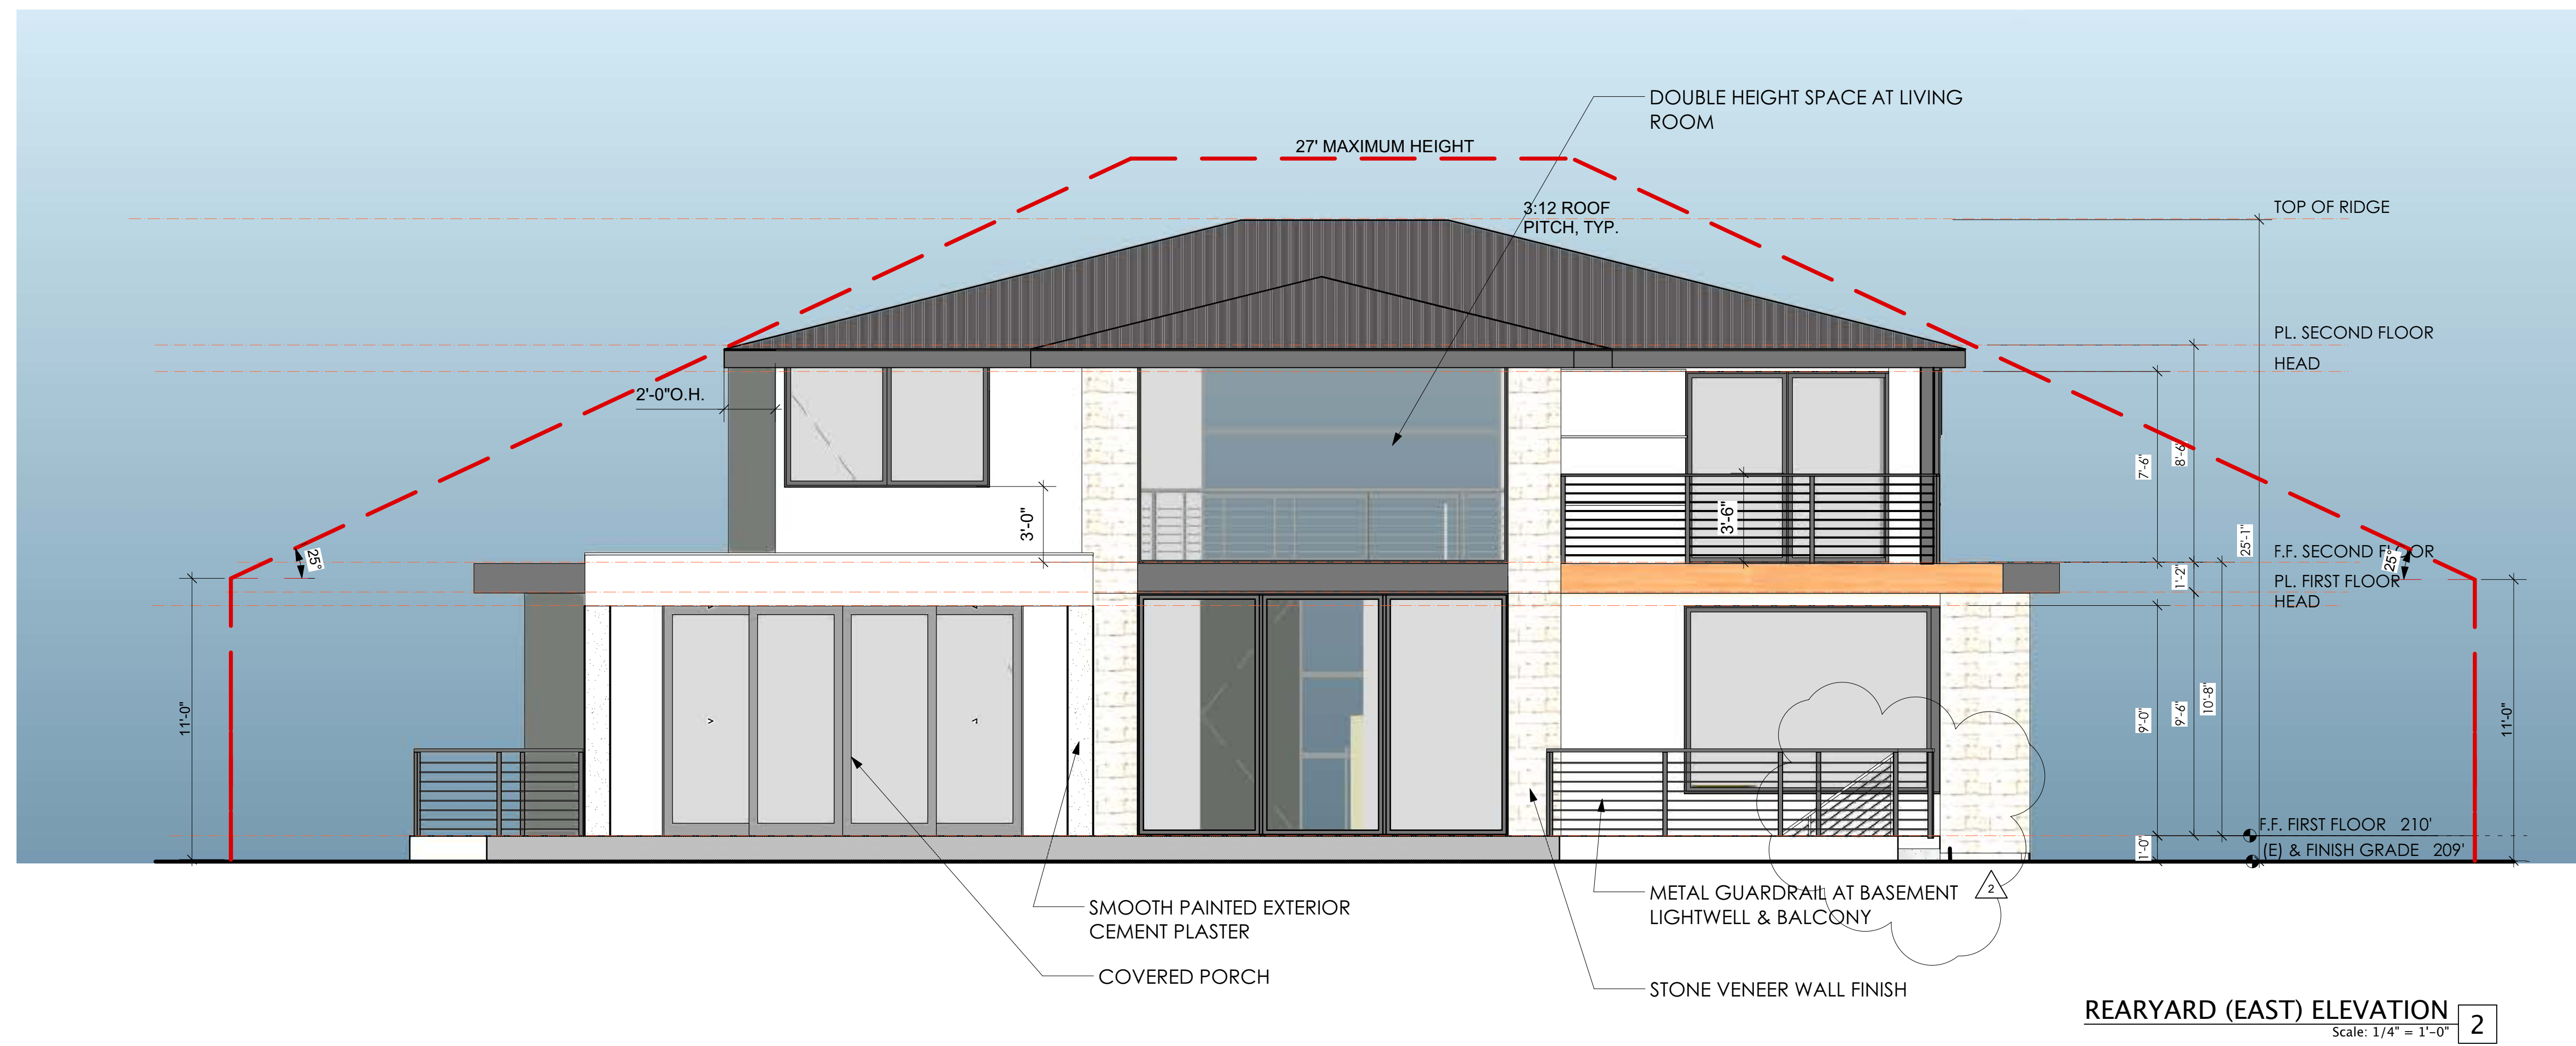 DOUBLE HEIGHT SPACE AT LIVING
ROOM
27' MAXIMUM HEIGHT
3:12 ROOF
PITCH, TYP.
TOP OF RIDGE
PL. SECOND FLOOR
HEAD
2'-0"O.H.
7'-6"
8'-6"
3'-0"
3'-6"
25'-1"
25°
F.F. SECOND FLOOR
25°
1'-2"
PL. FIRST FLOOR
HEAD
11'-0"
9'-0"
9'-6"
10'-8"
11'-0"
F.F. FIRST FLOOR 210'
1'-0"
(E) & FINISH GRADE 209'
SMOOTH PAINTED EXTERIOR
CEMENT PLASTER
COVERED PORCH
METAL GUARDRAIL AT BASEMENT
LIGHTWELL & BALCONY
2
STONE VENEER WALL FINISH
REARYARD (EAST) ELEVATION
Scale: 1/4" = 1'-0"
2